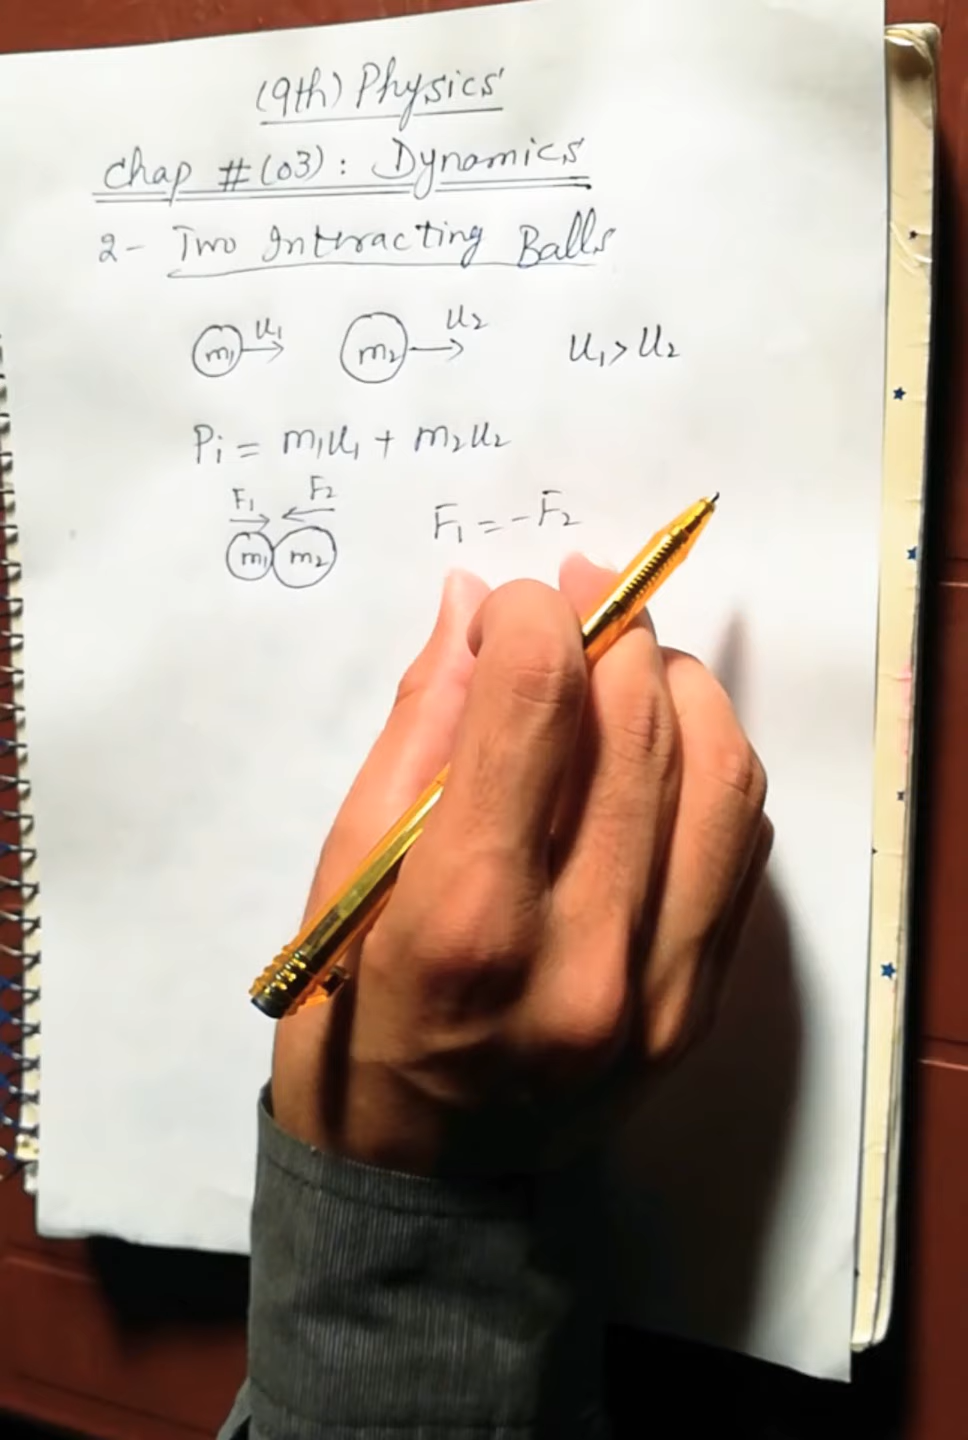 (9th) Physics
Chap # (03): Dynamics
2- Two Interacting Balls
m₁ u₁ m₂ u₂ u₁ > u₂
Pi = m₁u₁ + m₂u₂
F₁ F₂
m₁ m₂ F₁ = -F₂